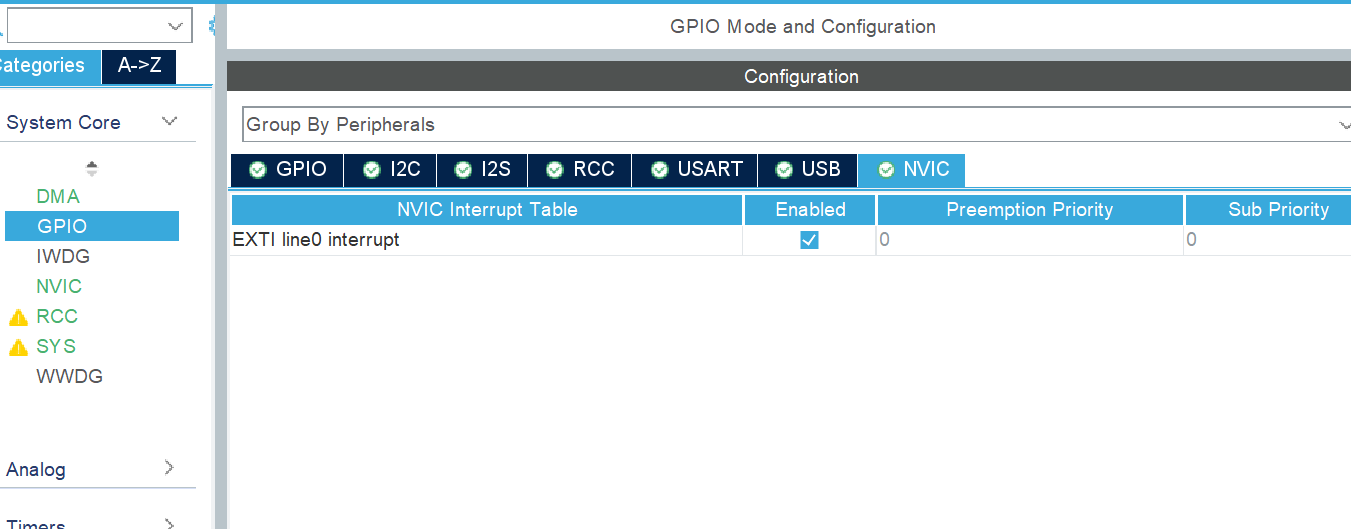 GPIO Mode and Configuration
Categories
A->Z
Configuration
System Core
Group By Peripherals
GPIO
I2C
I2S
RCC
USART
USB
NVIC
NVIC Interrupt Table
Enabled
Preemption Priority
Sub Priority
EXTI line0 interrupt
0
0
DMA
GPIO
IWDG
NVIC
RCC
SYS
WWDG
Analog
Timers